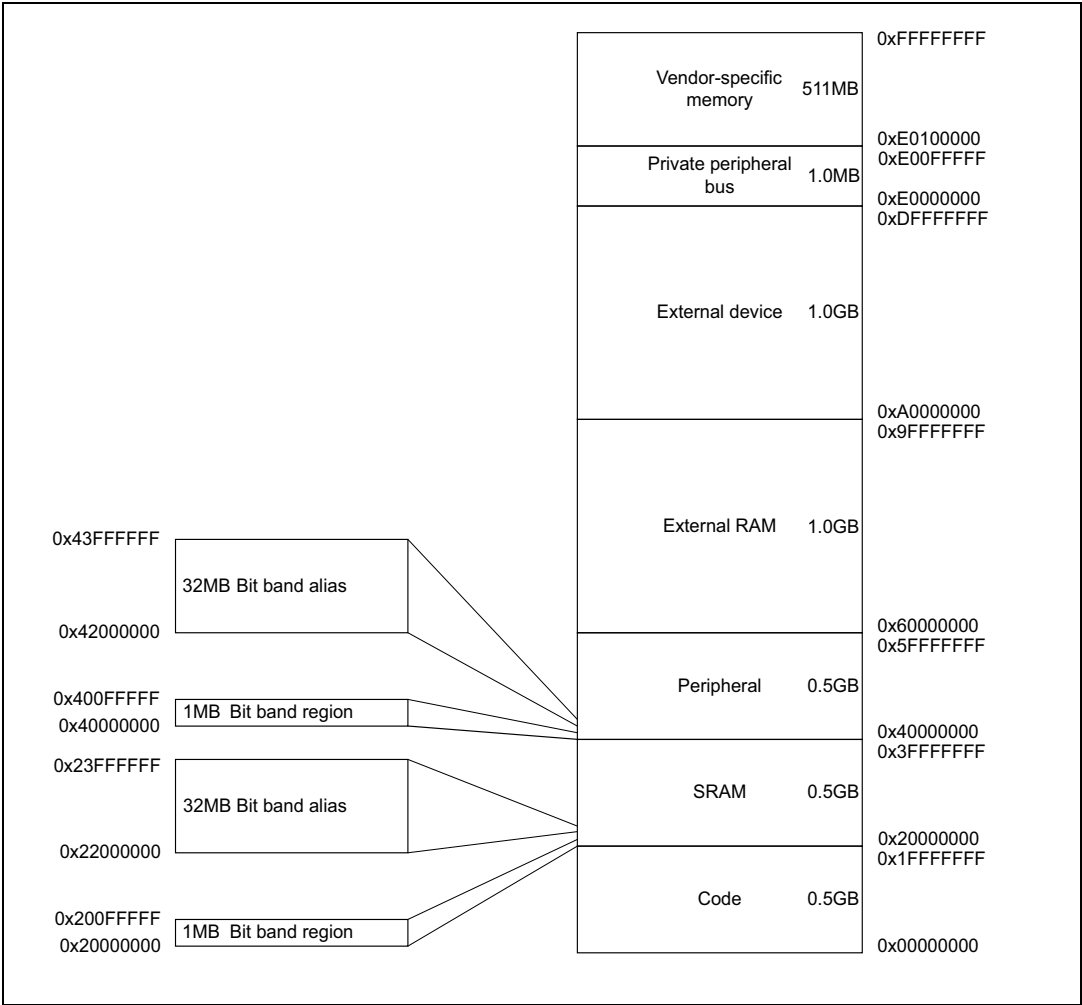 0xFFFFFFFF
Vendor-specific
memory
511MB
0xE0100000
0xE00FFFFF
Private peripheral
bus
1.0MB
0xE0000000
0xDFFFFFFF
External device 1.0GB
0xA0000000
0x9FFFFFFF
External RAM 1.0GB
0x43FFFFFF
32MB Bit band alias
0x42000000
0x60000000
0x5FFFFFFF
Peripheral 0.5GB
0x400FFFFF
1MB Bit band region
0x40000000
0x40000000
0x3FFFFFFF
0x23FFFFFF
32MB Bit band alias
0x22000000
SRAM 0.5GB
0x20000000
0x1FFFFFFF
Code 0.5GB
0x200FFFFF
1MB Bit band region
0x20000000
0x00000000